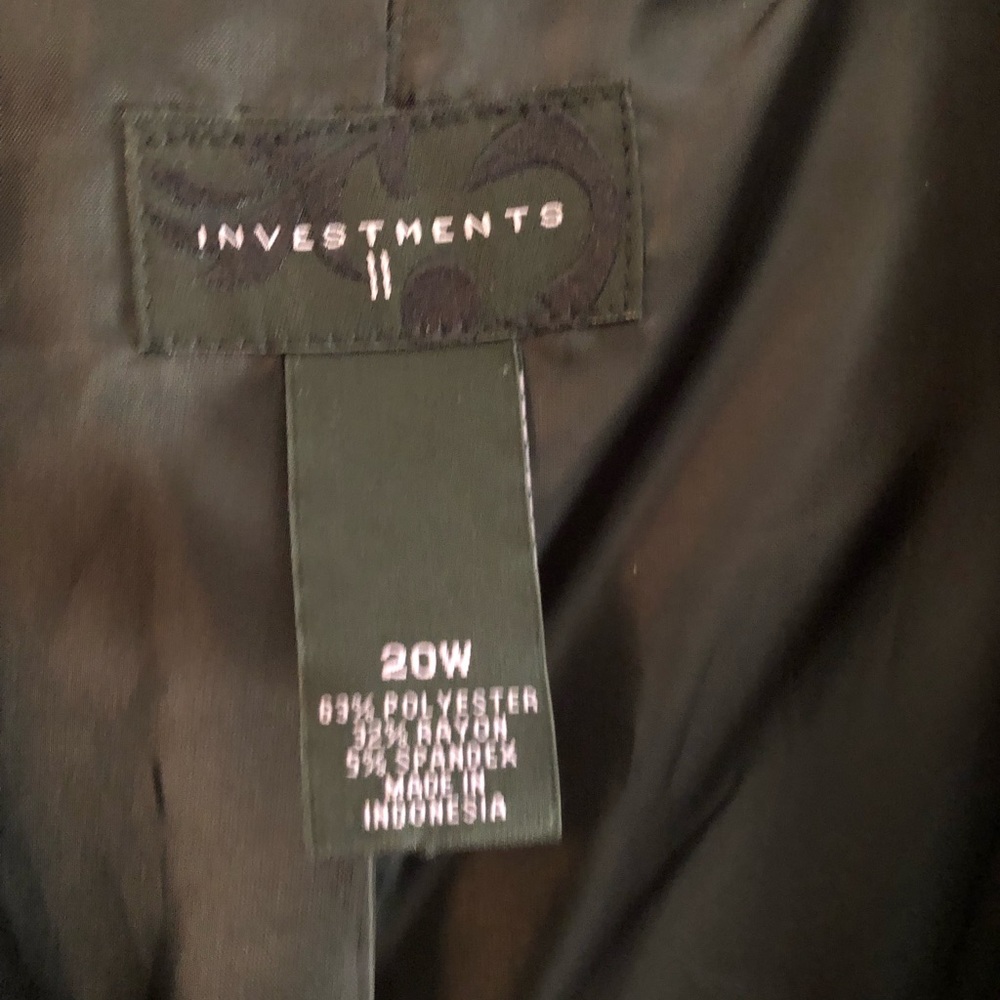 INVESTMENTS
II
20W
63% POLYESTER
32% RAYON
5% SPANDEX
MADE IN
INDONESIA